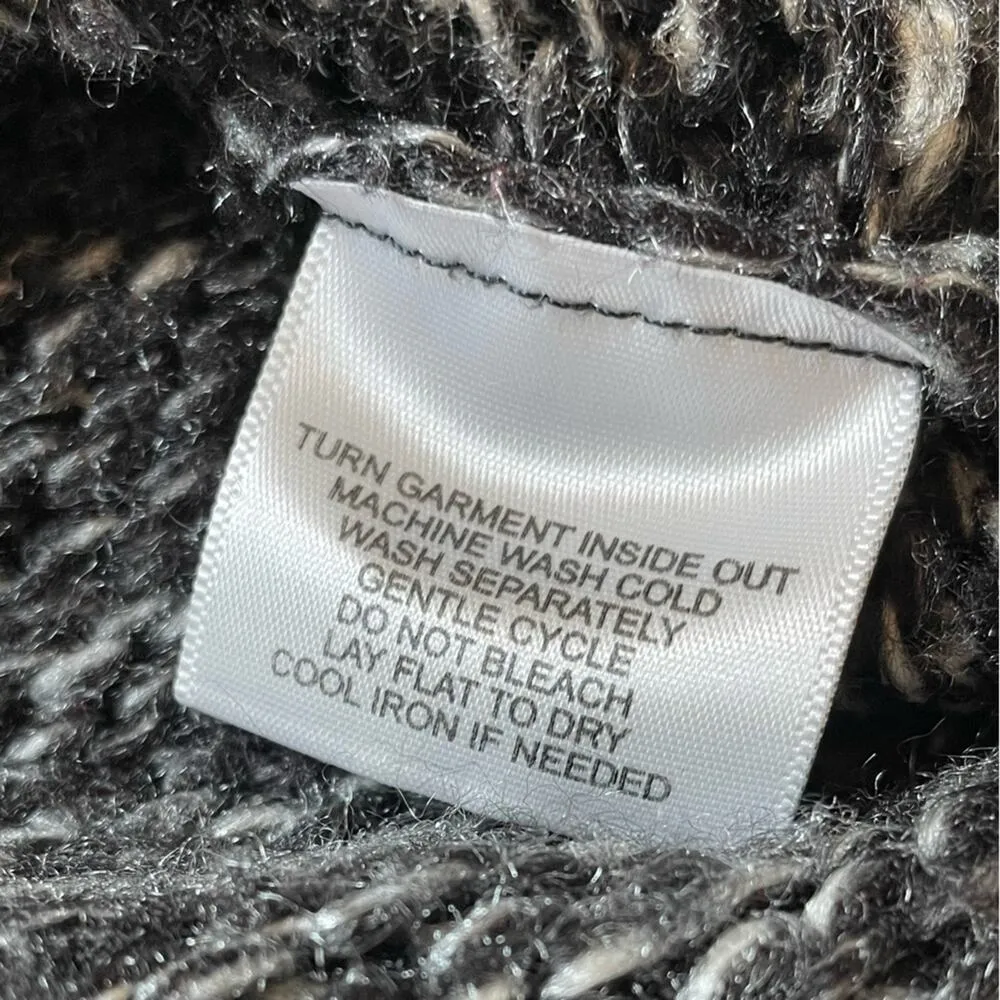 TURN GARMENT INSIDE OUT
MACHINE WASH COLD
WASH SEPARATELY
GENTLE CYCLE
DO NOT BLEACH
LAY FLAT TO DRY
COOL IRON IF NEEDED